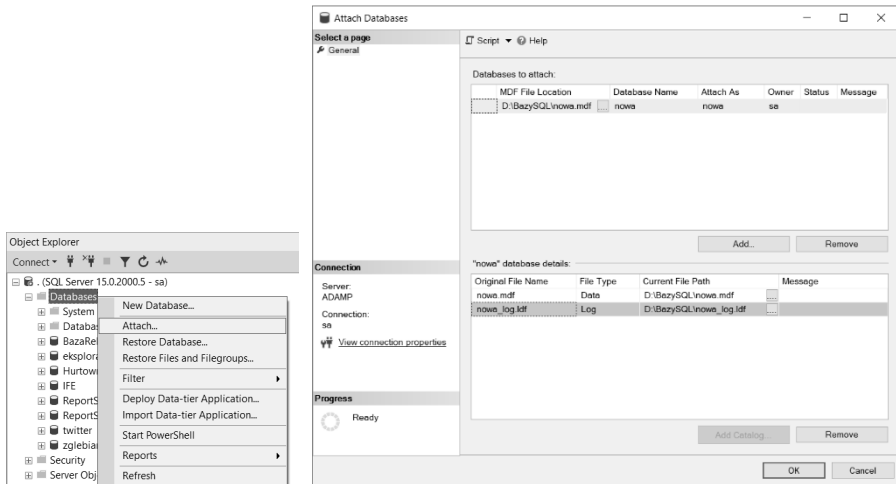 Object Explorer
Connect
. (SQL Server 15.0.2000.5 - sa)
Databases
System
Databas
BazaRel
eksplora
Hurtown
IFE
ReportS
ReportS
twitter
zglebian
Security
Server Obj
New Database...
Attach...
Restore Database...
Restore Files and Filegroups...
Filter
Deploy Data-tier Application...
Import Data-tier Application...
Start PowerShell
Reports
Refresh
Attach Databases
Select a page
General
Script Help
Databases to attach:
MDF File Location Database Name Attach As Owner Status Message
D:\BazySQL\nowa.mdf ... nowa nowa sa
Add... Remove
"nowa" database details:
Original File Name File Type Current File Path Message
nowa.mdf Data D:\BazySQL\nowa.mdf ...
nowa_log.ldf Log D:\BazySQL\nowa_log.ldf ...
Add Catalog... Remove
Connection
Server:
ADAMP
Connection:
sa
View connection properties
Progress
Ready
OK Cancel